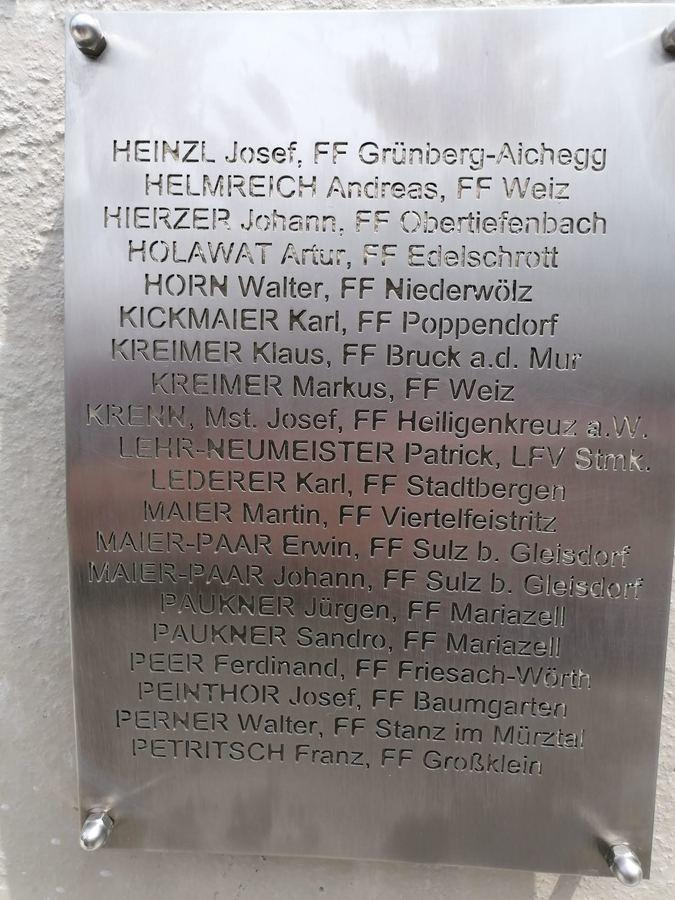 HEINZL Josef, FF Grünberg-Aichegg
HELMREICH Andreas, FF Weiz
HIERZER Johann, FF Obertiefenbach
HOLAWAT Artur, FF Edelschrott
HORN Walter, FF Niederwölz
KICKMAIER Karl, FF Poppendorf
KREIMER Klaus, FF Bruck a.d. Mur
KREIMER Markus, FF Weiz
KRENN, Mst. Josef, FF Heiligenkreuz a.W.
LEHR-NEUMEISTER Patrick, LFV Stmk.
LEDERER Karl, FF Stadtbergen
MAIER Martin, FF Viertelfeistritz
MAIER-PAAR Erwin, FF Sulz b. Gleisdorf
MAIER-PAAR Johann, FF Sulz b. Gleisdorf
PAUKNER Jürgen, FF Mariazell
PAUKNER Sandro, FF Mariazell
PEER Ferdinand, FF Friesach-Wörth
PEINTHOR Josef, FF Baumgarten
PERNER Walter, FF Stanz im Mürztal
PETRITSCH Franz, FF Großklein